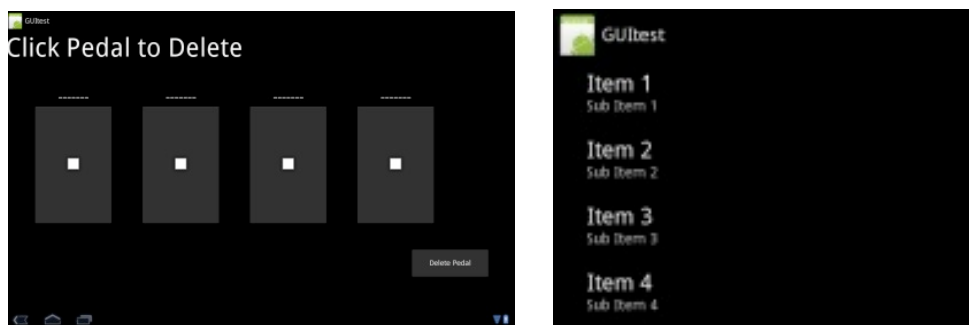 GUItest
Click Pedal to Delete
------- ------- ------- -------
Delete Pedal
GUItest
Item 1
Sub Item 1
Item 2
Sub Item 2
Item 3
Sub Item 3
Item 4
Sub Item 4